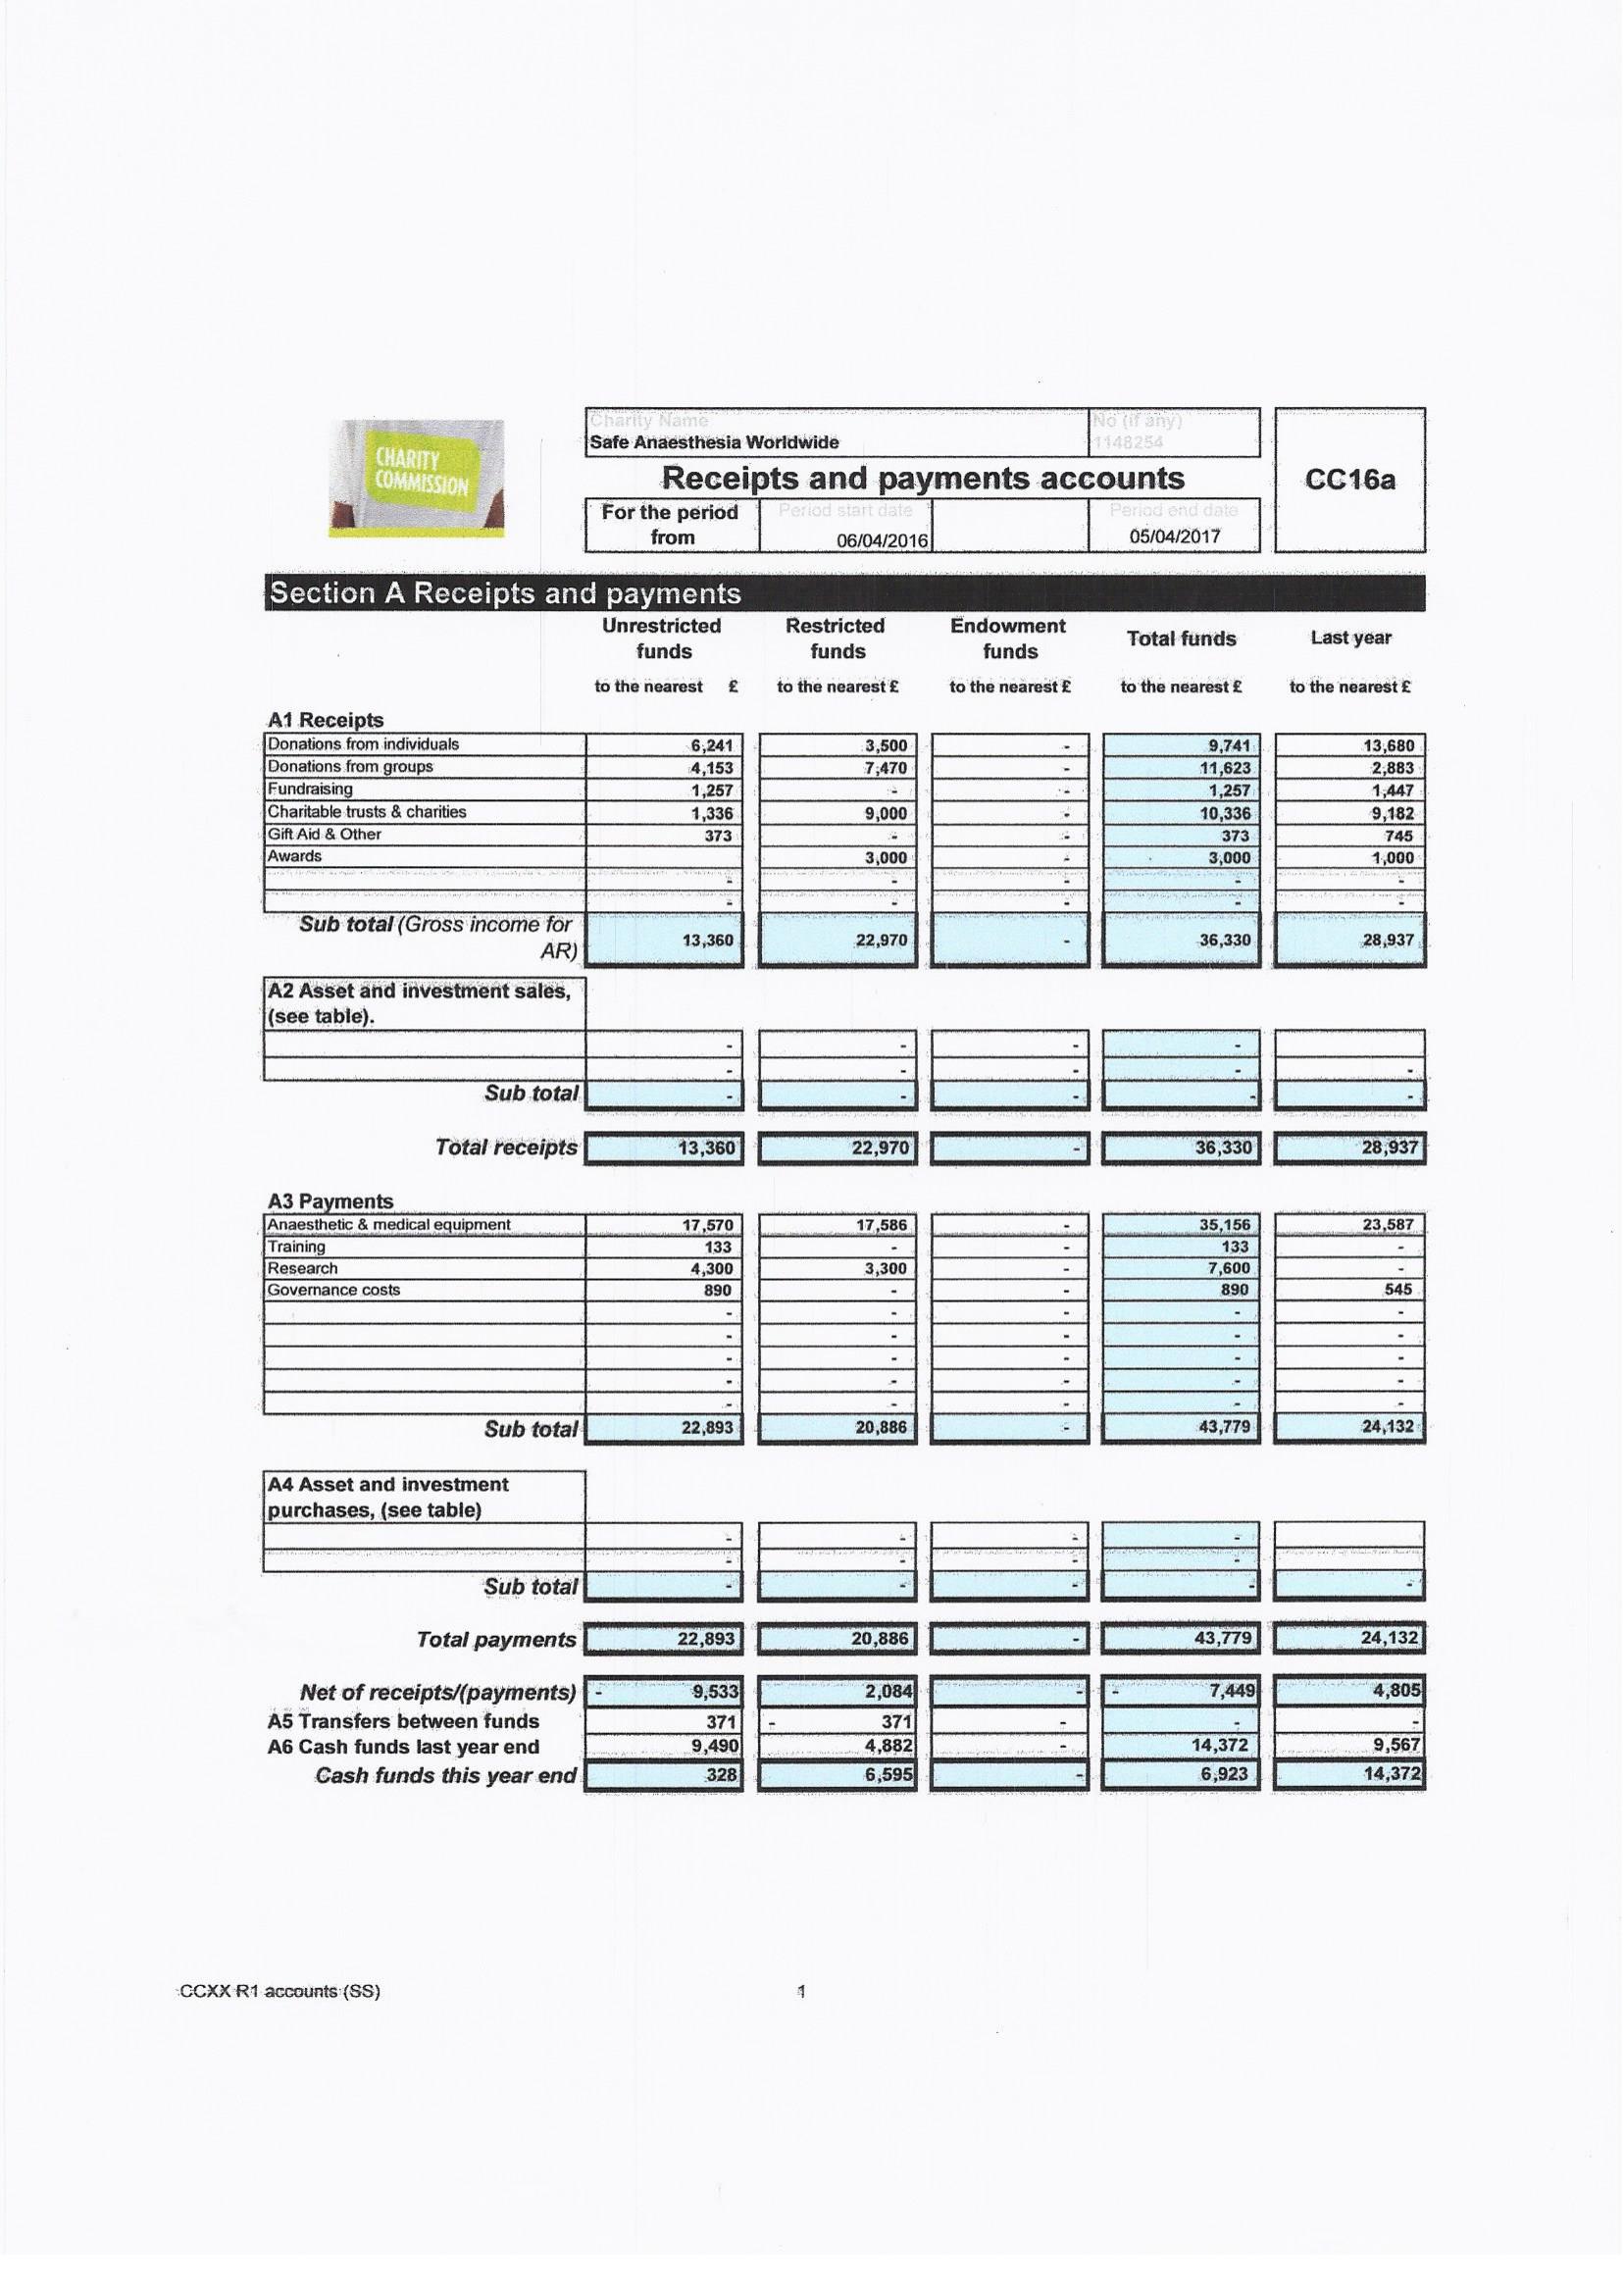 CHARITY
COMMISSION
Charity Name No (if any)
Safe Anaesthesia Worldwide 1148254
Receipts and payments accounts CC16a
For the period from Period start date Period end date
06/04/2016 05/04/2017
Section A Receipts and payments
Unrestricted funds Restricted funds Endowment funds Total funds Last year
to the nearest £ to the nearest £ to the nearest £ to the nearest £ to the nearest £
A1 Receipts
Donations from individuals 6,241 3,500 - 9,741 13,680
Donations from groups 4,153 7,470 - 11,623 2,883
Fundraising 1,257 - - 1,257 1,447
Charitable trusts & charities 1,336 9,000 - 10,336 9,182
Gift Aid & Other 373 - - 373 745
Awards 3,000 - 3,000 1,000
- - - - -
- - - - -
Sub total (Gross income for AR) 13,360 22,970 - 36,330 28,937
A2 Asset and investment sales,
(see table).
- - - -
- - - - -
Sub total - - - - -
Total receipts 13,360 22,970 - 36,330 28,937
A3 Payments
Anaesthetic & medical equipment 17,570 17,586 - 35,156 23,587
Training 133 - - 133 -
Research 4,300 3,300 - 7,600 -
Governance costs 890 - - 890 545
- - - - -
- - - - -
- - - - -
- - - - -
- - - - -
Sub total 22,893 20,886 - 43,779 24,132
A4 Asset and investment
purchases, (see table)
- - - -
- - - -
Sub total - - - - -
Total payments 22,893 20,886 - 43,779 24,132
Net of receipts/(payments) - 9,533 2,084 - - 7,449 4,805
A5 Transfers between funds 371 - 371 - - -
A6 Cash funds last year end 9,490 4,882 - 14,372 9,567
Cash funds this year end 328 6,595 - 6,923 14,372
CCXX R1 accounts (SS) 1